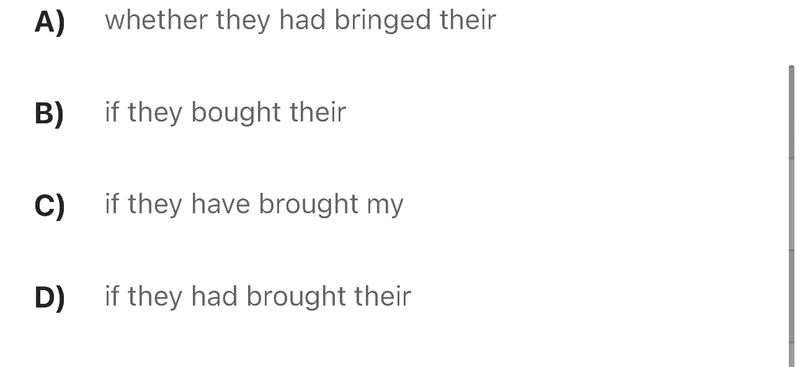 A) whether they had bringed their
B) if they bought their
C) if they have brought my
D) if they had brought their